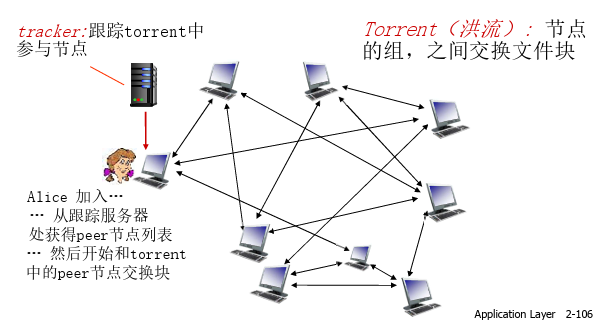 tracker:跟踪torrent中
参与节点
Torrent（洪流）: 节点
的组，之间交换文件块
Alice 加入…
… 从跟踪服务器
处获得peer节点列表
… 然后开始和torrent
中的peer节点交换块
Application Layer 2-106